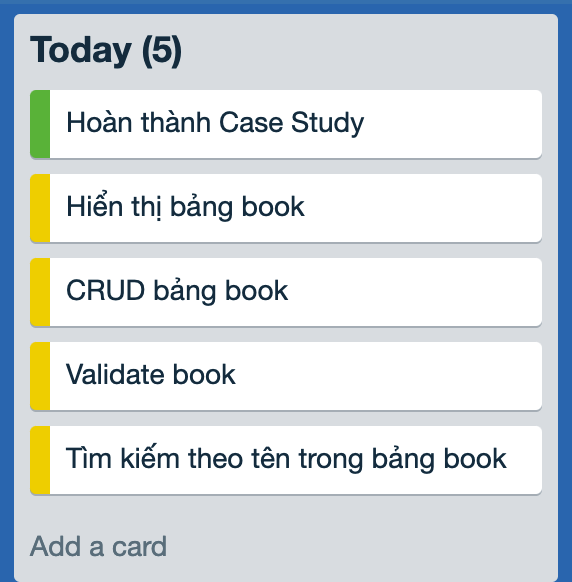 Today (5)
Hoàn thành Case Study
Hiển thị bảng book
CRUD bảng book
Validate book
Tìm kiếm theo tên trong bảng book
Add a card